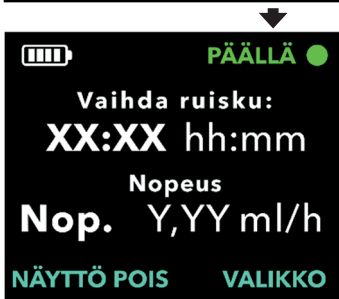 PÄÄLLÄ
Vaihda ruisku:
XX:XX hh:mm
Nopeus
Nop. Y,YY ml/h
NÄYTTÖ POIS VALIKKO